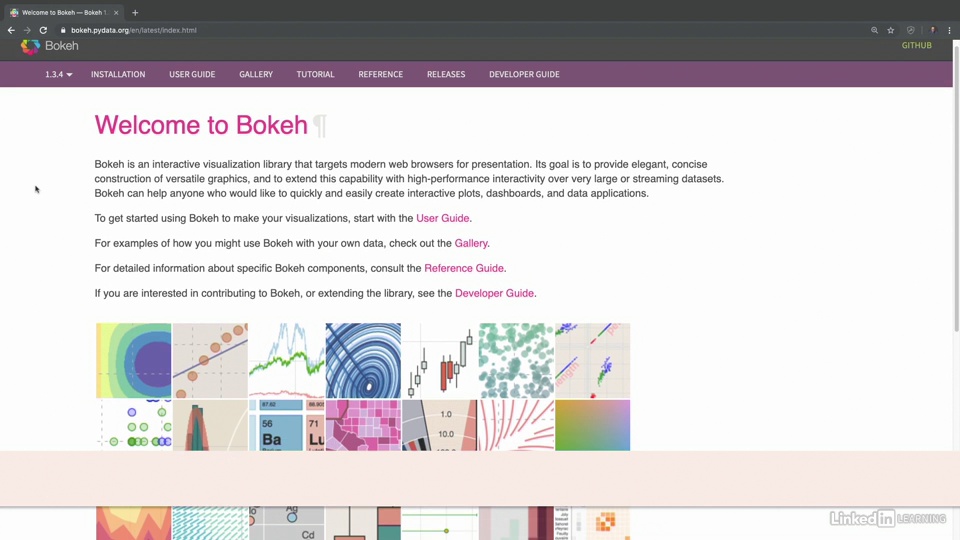 Welcome to Bokeh — Bokeh 1.
bokeh.pydata.org/en/latest/index.html
Bokeh
GITHUB
1.3.4 INSTALLATION USER GUIDE GALLERY TUTORIAL REFERENCE RELEASES DEVELOPER GUIDE
Welcome to Bokeh ¶
Bokeh is an interactive visualization library that targets modern web browsers for presentation. Its goal is to provide elegant, concise
construction of versatile graphics, and to extend this capability with high-performance interactivity over very large or streaming datasets.
Bokeh can help anyone who would like to quickly and easily create interactive plots, dashboards, and data applications.
To get started using Bokeh to make your visualizations, start with the User Guide.
For examples of how you might use Bokeh with your own data, check out the Gallery.
For detailed information about specific Bokeh components, consult the Reference Guide.
If you are interested in contributing to Bokeh, or extending the library, see the Developer Guide.
56 71
Ba Lu
1.0
10.0
Ag
Cd
LinkedIn LEARNING